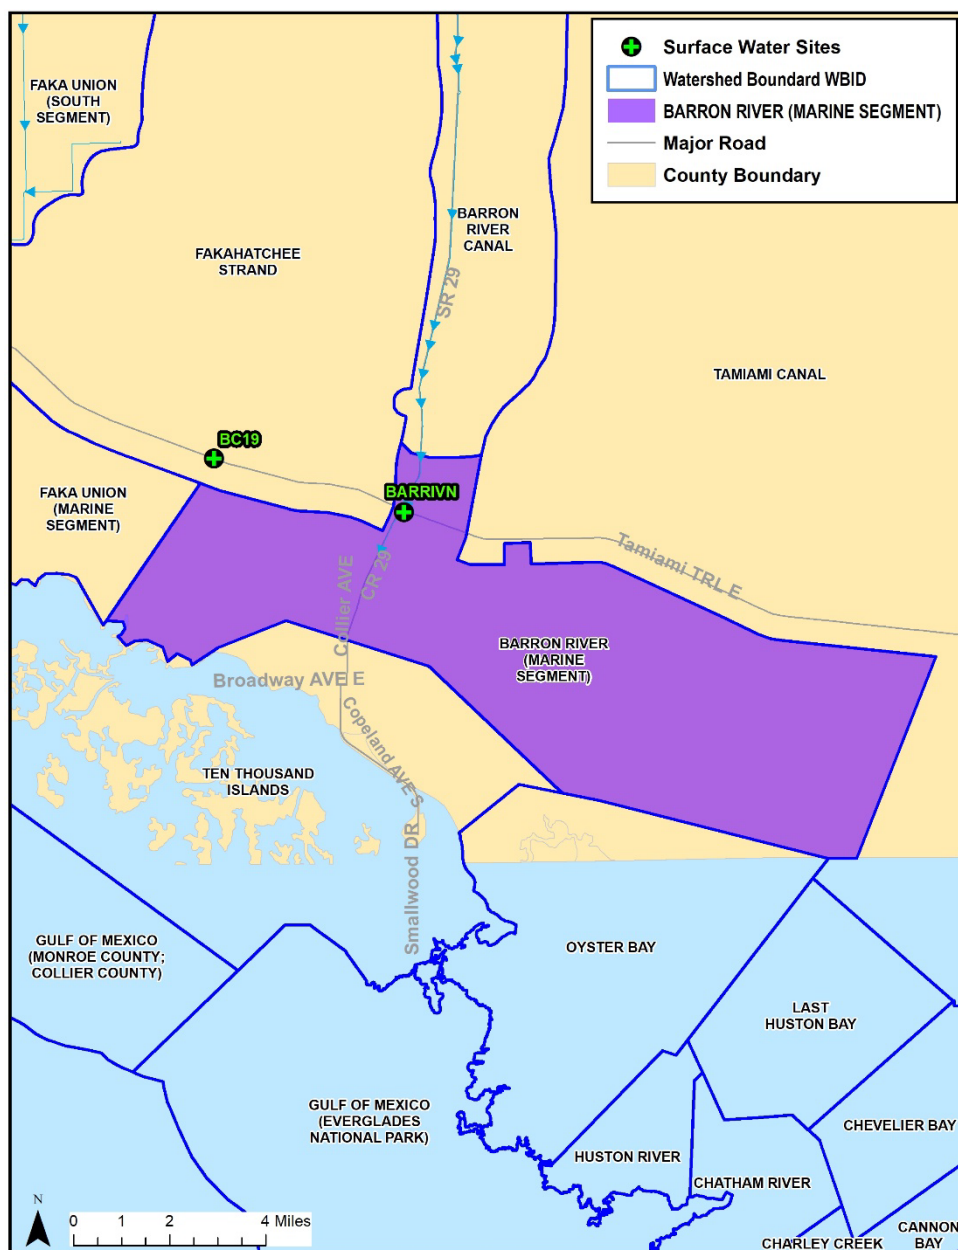 Surface Water Sites
Watershed Boundard WBID
BARRON RIVER (MARINE SEGMENT)
Major Road
County Boundary
FAKA UNION
(SOUTH
SEGMENT)
BARRON
RIVER
CANAL
FAKAHATCHEE
STRAND
SR 29
TAMIAMI CANAL
BC19
FAKA UNION
(MARINE
SEGMENT)
BARRIVN
Tamiami TRL E
CR 29
Collier AVE
BARRON RIVER
(MARINE
SEGMENT)
Broadway AVE E
Copeland AVE S
TEN THOUSAND
ISLANDS
Smallwood DR
GULF OF MEXICO
(MONROE COUNTY;
COLLIER COUNTY)
OYSTER BAY
LAST
HUSTON BAY
GULF OF MEXICO
(EVERGLADES
NATIONAL PARK)
CHEVELIER BAY
HUSTON RIVER
CHATHAM RIVER
CHARLEY CREEK
CANNON
BAY
N
0 1 2 4 Miles